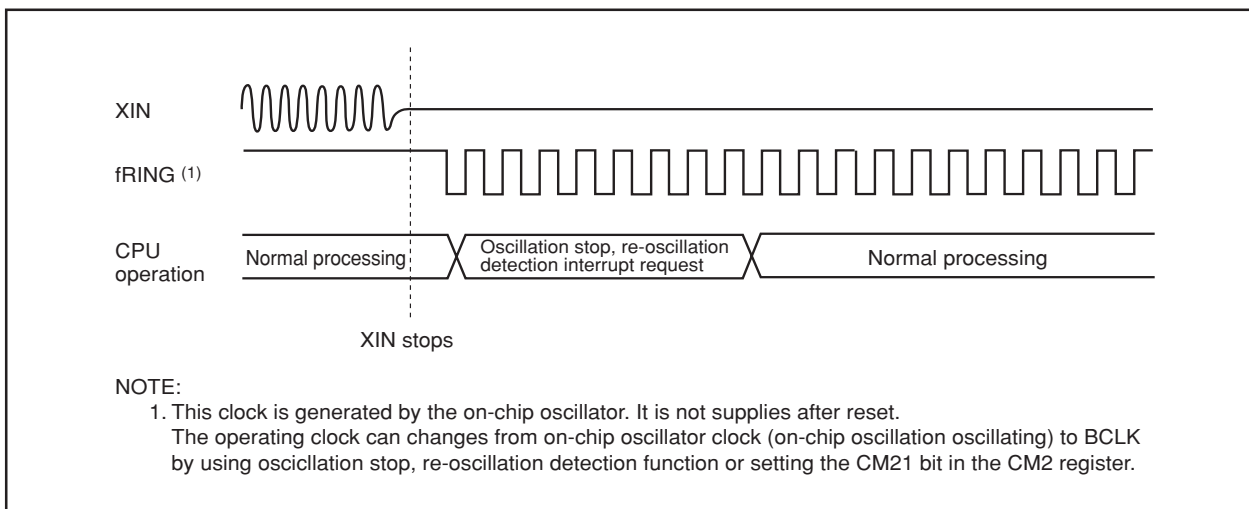 XIN
fRING (1)
CPU
operation
Normal processing
Oscillation stop, re-oscillation
detection interrupt request
Normal processing
XIN stops
NOTE:
1. This clock is generated by the on-chip oscillator. It is not supplies after reset.
The operating clock can changes from on-chip oscillator clock (on-chip oscillation oscillating) to BCLK
by using oscicllation stop, re-oscillation detection function or setting the CM21 bit in the CM2 register.